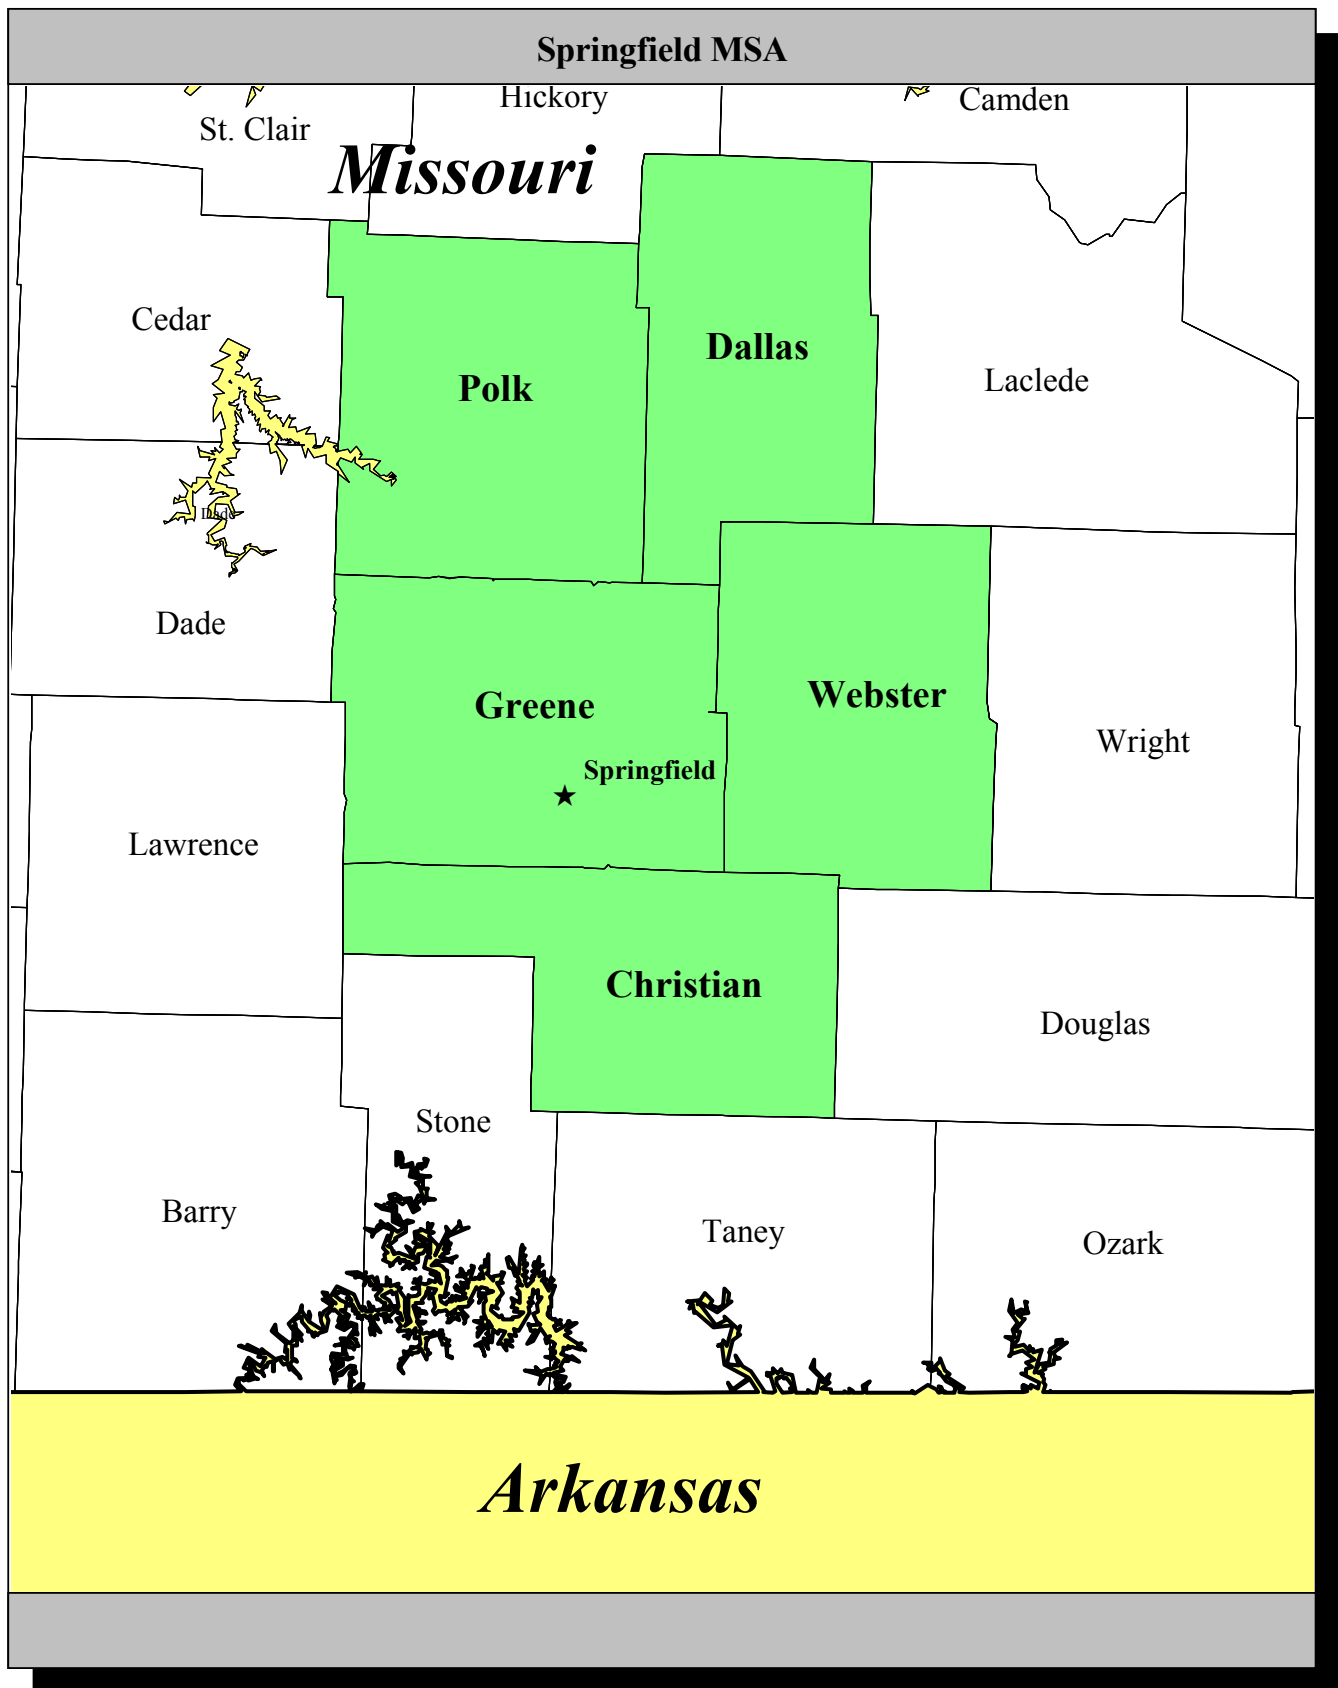 Springfield MSA
Hickory
Camden
St. Clair
Missouri
Cedar
Dallas
Polk
Laclede
Dade
Dade
Webster
Greene
Wright
Springfield
Lawrence
Christian
Douglas
Stone
Barry
Taney
Ozark
Arkansas